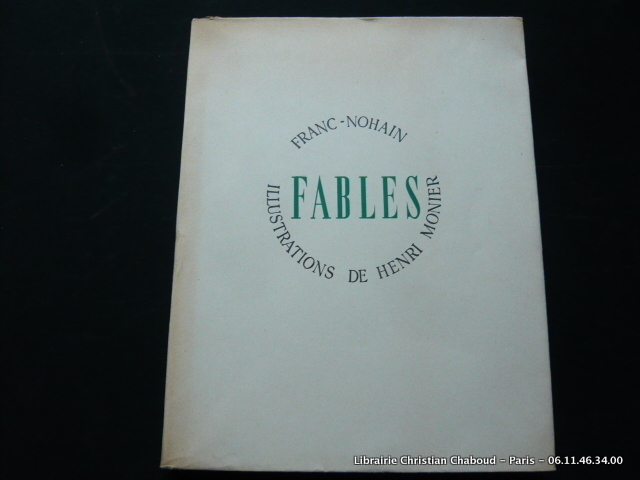 FRANC-NOHAIN
FABLES
ILLUSTRATIONS DE HENRI MONIER
Librairie Christian Chaboud - Paris - 06.11.46.34.00